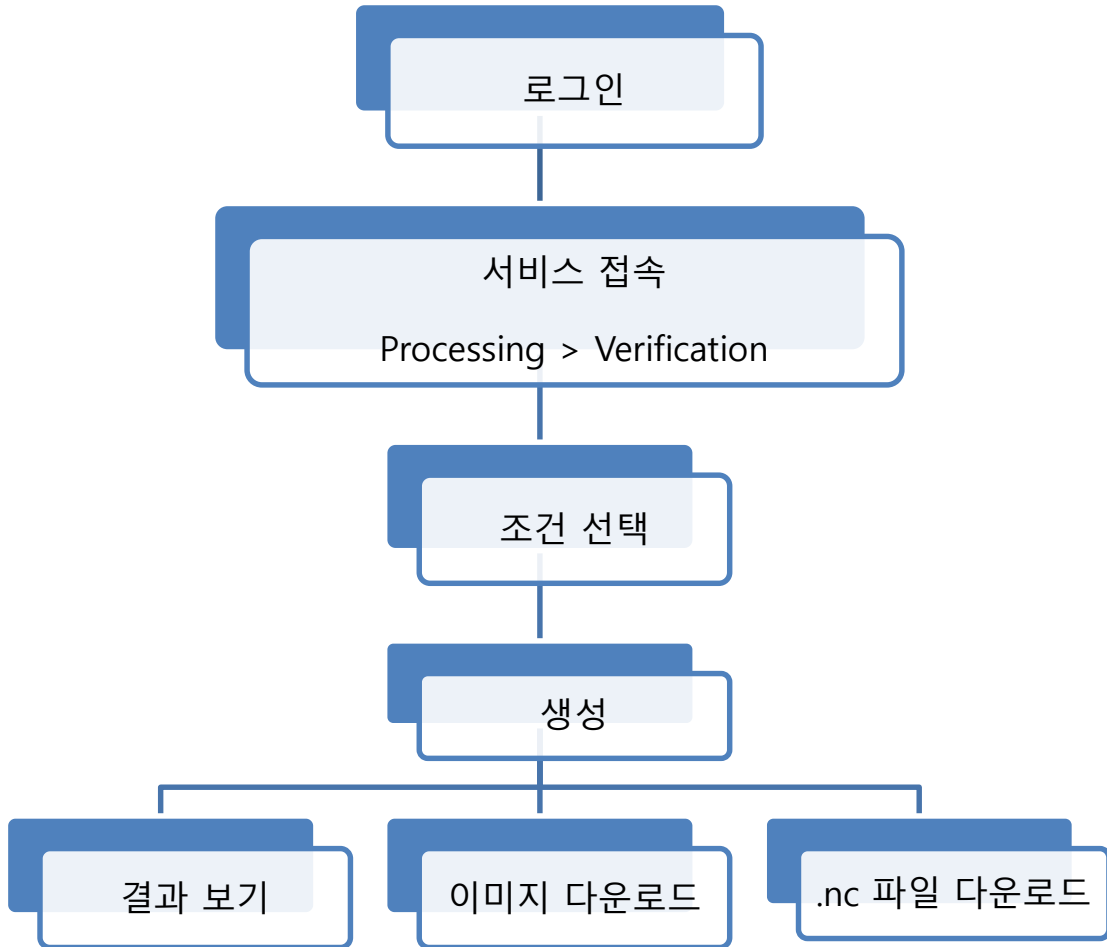 로그인
서비스 접속
Processing > Verification
조건 선택
생성
결과 보기
이미지 다운로드
.nc 파일 다운로드